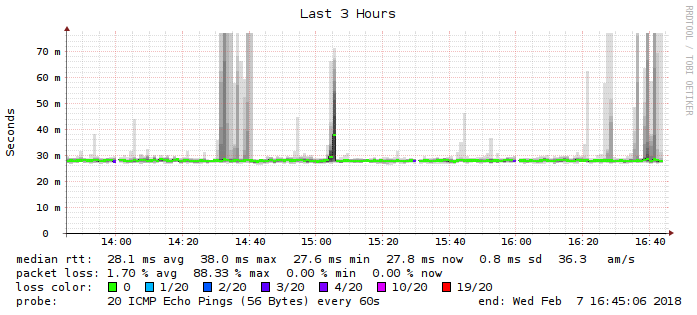 Last 3 Hours
RRDTOOL / TOBI OETIKER
Seconds
70 m
60 m
50 m
40 m
30 m
20 m
10 m
0
14:00 14:20 14:40 15:00 15:20 15:40 16:00 16:20 16:40
median rtt: 28.1 ms avg 38.0 ms max 27.6 ms min 27.8 ms now 0.8 ms sd 36.3 am/s
packet loss: 1.70 % avg 88.33 % max 0.00 % min 0.00 % now
loss color: 0 1/20 2/20 3/20 4/20 10/20 19/20
probe: 20 ICMP Echo Pings (56 Bytes) every 60s end: Wed Feb 7 16:45:06 2018